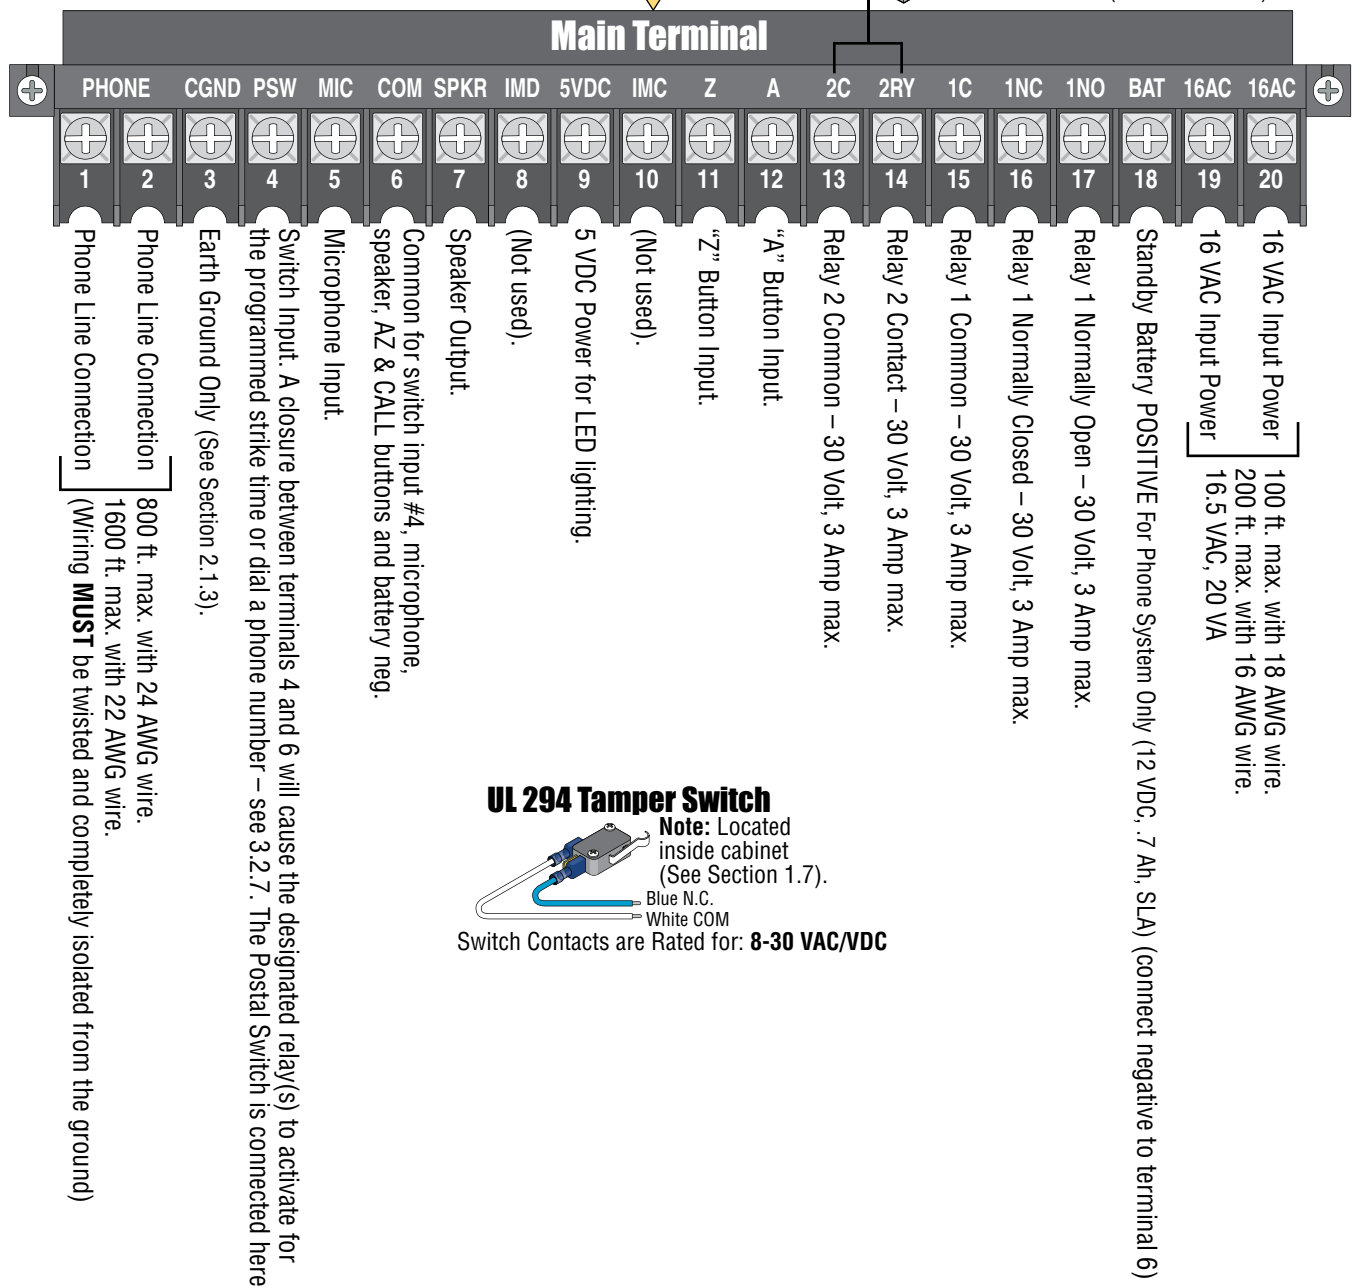 Main Terminal
PHONE CGND PSW MIC COM SPKR IMD 5VDC IMC Z A 2C 2RY 1C 1NC 1NO BAT 16AC 16AC
1 2 3 4 5 6 7 8 9 10 11 12 13 14 15 16 17 18 19 20
Phone Line Connection
Phone Line Connection
800 ft. max. with 24 AWG wire.
1600 ft. max. with 22 AWG wire.
(Wiring MUST be twisted and completely isolated from the ground)
Earth Ground Only (See Section 2.1.3).
Switch Input. A closure between terminals 4 and 6 will cause the designated relay(s) to activate for
the programmed strike time or dial a phone number – see 3.2.7. The Postal Switch is connected here
Microphone Input.
Common for switch input #4, microphone,
speaker, AZ & CALL buttons and battery neg.
Speaker Output.
(Not used).
5 VDC Power for LED lighting.
(Not used).
“Z” Button Input.
“A” Button Input.
Relay 2 Common – 30 Volt, 3 Amp max.
Relay 2 Contact – 30 Volt, 3 Amp max.
Relay 1 Common – 30 Volt, 3 Amp max.
Relay 1 Normally Closed – 30 Volt, 3 Amp max.
Relay 1 Normally Open – 30 Volt, 3 Amp max.
Standby Battery POSITIVE For Phone System Only (12 VDC, .7 Ah, SLA) (connect negative to terminal 6)
16 VAC Input Power
16 VAC Input Power
100 ft. max. with 18 AWG wire.
200 ft. max. with 16 AWG wire.
16.5 VAC, 20 VA
UL 294 Tamper Switch
Note: Located
inside cabinet
(See Section 1.7).
Blue N.C.
White COM
Switch Contacts are Rated for: 8-30 VAC/VDC